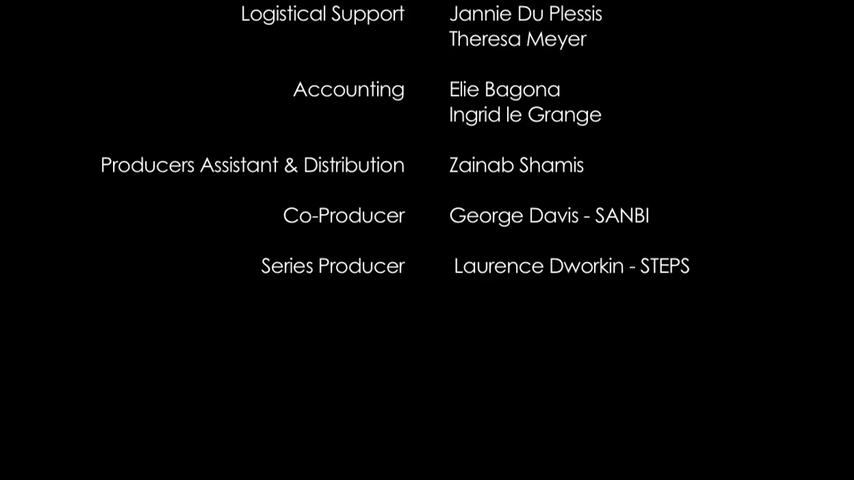 Logistical Support Jannie Du Plessis
Theresa Meyer
Accounting Elie Bagona
Ingrid le Grange
Producers Assistant & Distribution Zainab Shamis
Co-Producer George Davis - SANBI
Series Producer Laurence Dworkin - STEPS